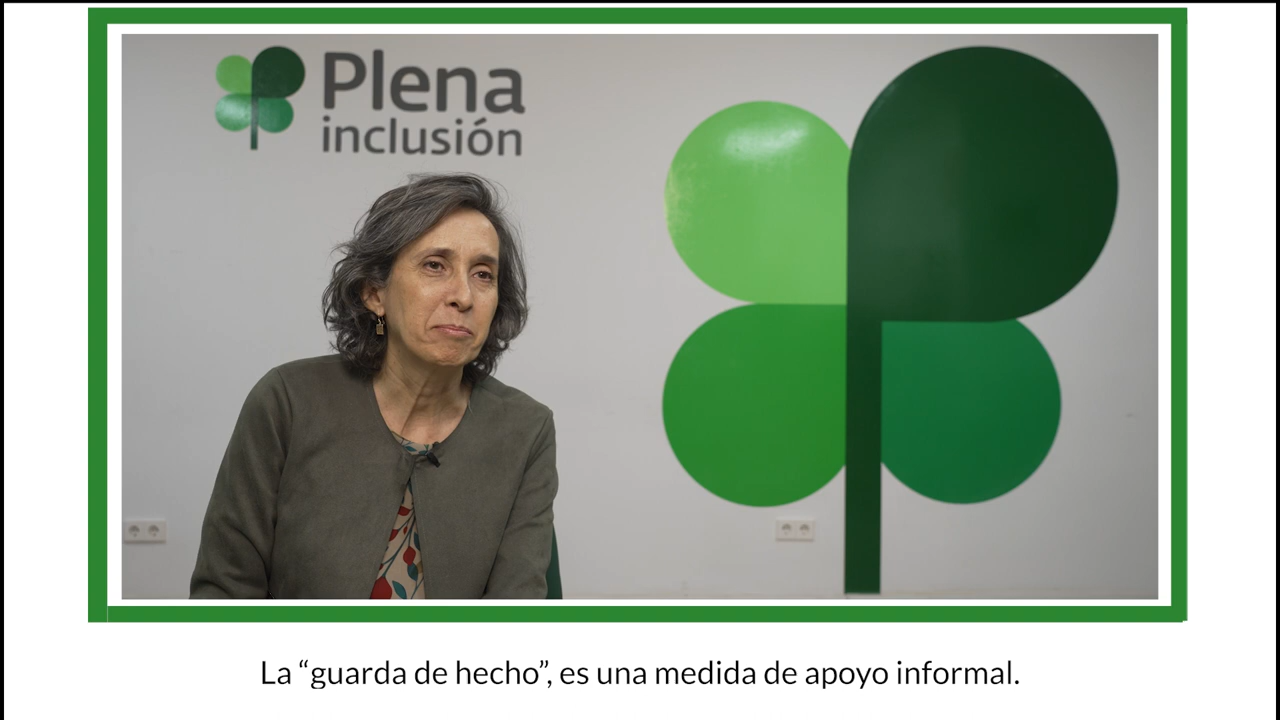 Plena
inclusión
La “guarda de hecho”, es una medida de apoyo informal.